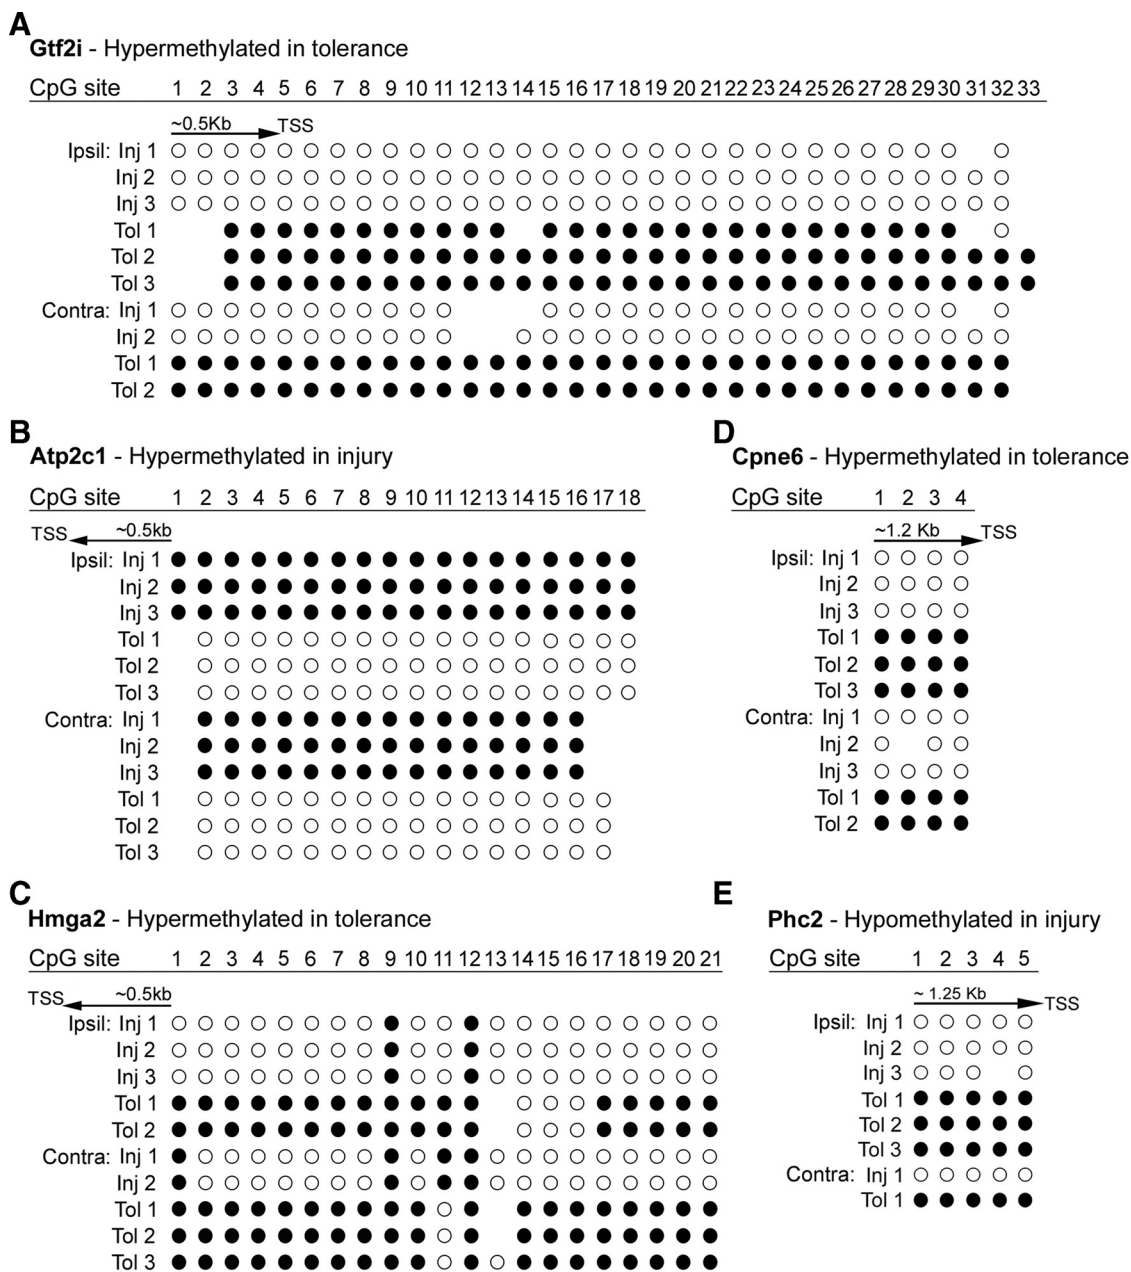 A
Gtf2i - Hypermethylated in tolerance
CpG site 1 2 3 4 5 6 7 8 9 10 11 12 13 14 15 16 17 18 19 20 21 22 23 24 25 26 27 28 29 30 31 32 33
~0.5Kb TSS
Ipsil: Inj 1
Inj 2
Inj 3
Tol 1
Tol 2
Tol 3
Contra: Inj 1
Inj 2
Tol 1
Tol 2
B
Atp2c1 - Hypermethylated in injury
CpG site 1 2 3 4 5 6 7 8 9 10 11 12 13 14 15 16 17 18
TSS ~0.5kb
Ipsil: Inj 1
Inj 2
Inj 3
Tol 1
Tol 2
Tol 3
Contra: Inj 1
Inj 2
Inj 3
Tol 1
Tol 2
Tol 3
D
Cpne6 - Hypermethylated in tolerance
CpG site 1 2 3 4
~1.2 Kb TSS
Ipsil: Inj 1
Inj 2
Inj 3
Tol 1
Tol 2
Tol 3
Contra: Inj 1
Inj 2
Inj 3
Tol 1
Tol 2
C
Hmga2 - Hypermethylated in tolerance
CpG site 1 2 3 4 5 6 7 8 9 10 11 12 13 14 15 16 17 18 19 20 21
TSS ~0.5kb
Ipsil: Inj 1
Inj 2
Inj 3
Tol 1
Tol 2
Contra: Inj 1
Inj 2
Tol 1
Tol 2
Tol 3
E
Phc2 - Hypomethylated in injury
CpG site 1 2 3 4 5
~ 1.25 Kb TSS
Ipsil: Inj 1
Inj 2
Inj 3
Tol 1
Tol 2
Tol 3
Contra: Inj 1
Tol 1